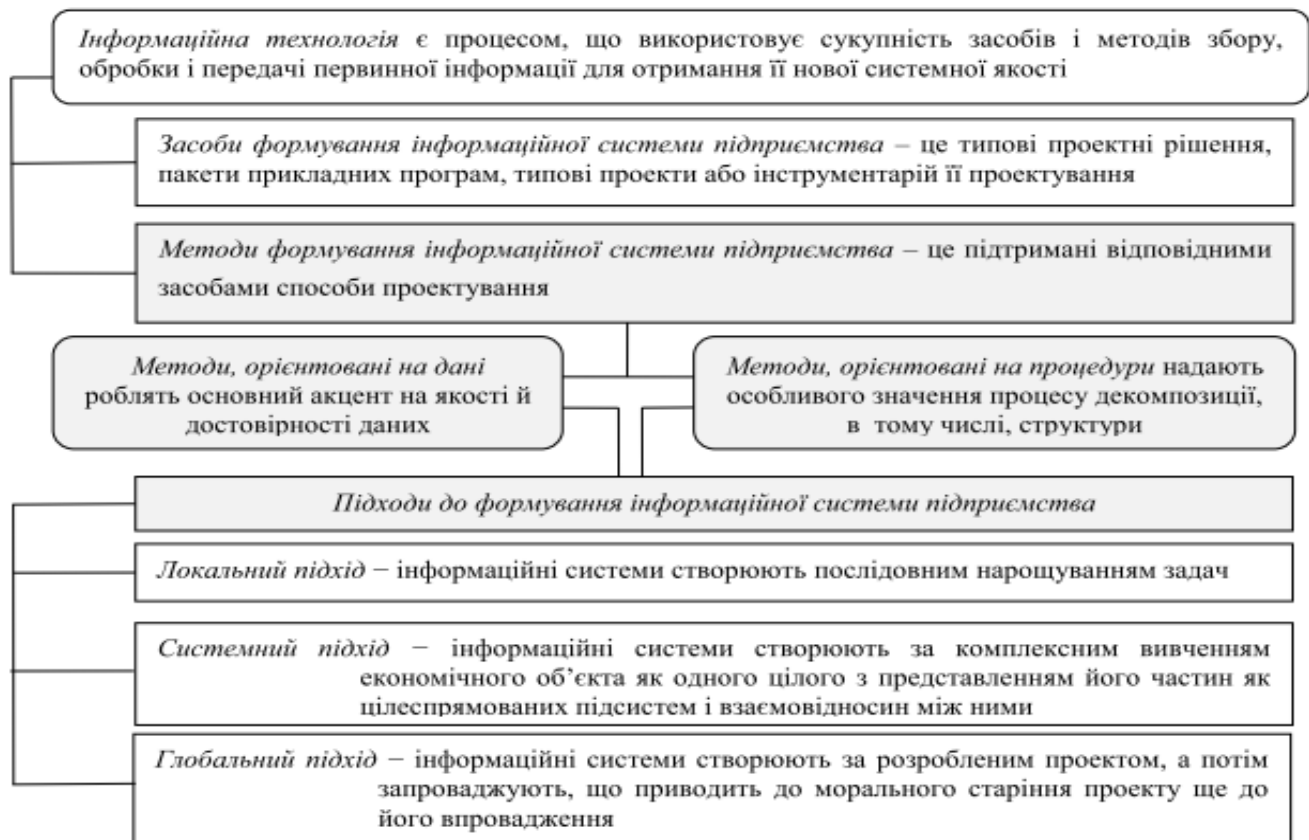 Інформаційна технологія є процесом, що використовує сукупність засобів і методів збору,
обробки і передачі первинної інформації для отримання її нової системної якості
Засоби формування інформаційної системи підприємства – це типові проектні рішення,
пакети прикладних програм, типові проекти або інструментарій її проектування
Методи формування інформаційної системи підприємства – це підтримані відповідними
засобами способи проектування
Методи, орієнтовані на дані
роблять основний акцент на якості й
достовірності даних
Методи, орієнтовані на процедури надають
особливого значення процесу декомпозиції,
в тому числі, структури
Підходи до формування інформаційної системи підприємства
Локальний підхід − інформаційні системи створюють послідовним нарощуванням задач
Системний підхід − інформаційні системи створюють за комплексним вивченням
економічного об’єкта як одного цілого з представленням його частин як
цілеспрямованих підсистем і взаємовідносин між ними
Глобальний підхід − інформаційні системи створюють за розробленим проектом, а потім
запроваджують, що приводить до морального старіння проекту ще до
його впровадження